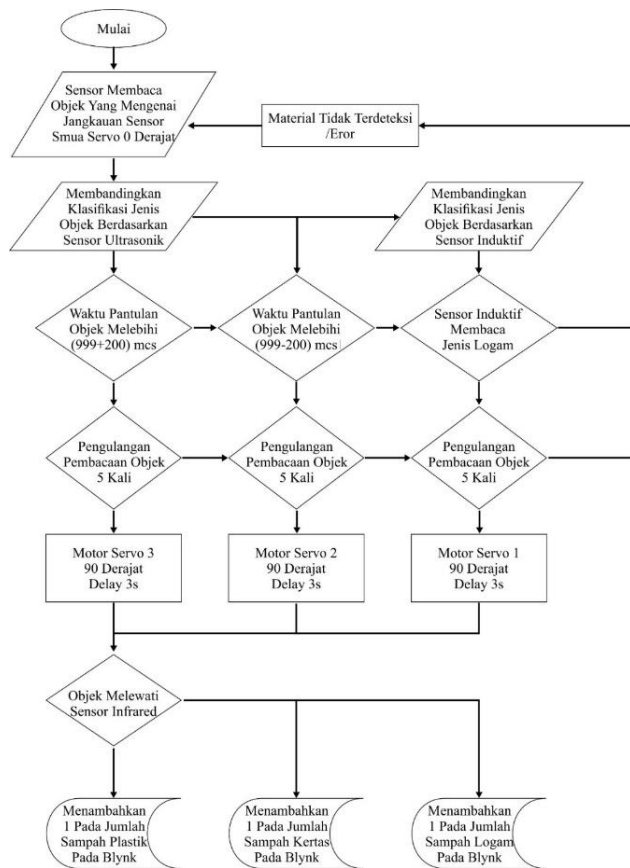 Mulai
Sensor Membaca
Objek Yang Mengenai
Jangkauan Sensor
Smua Servo 0 Derajat
Material Tidak Terdeteksi
/Eror
Membandingkan
Klasifikasi Jenis
Objek Berdasarkan
Sensor Ultrasonik
Membandingkan
Klasifikasi Jenis
Objek Berdasarkan
Sensor Induktif
Waktu Pantulan
Objek Melebihi
(999+200) mcs
Waktu Pantulan
Objek Melebihi
(999-200) mcs
Sensor Induktif
Membaca
Jenis Logam
Pengulangan
Pembacaan Objek
5 Kali
Pengulangan
Pembacaan Objek
5 Kali
Pengulangan
Pembacaan Objek
5 Kali
Motor Servo 3
90 Derajat
Delay 3s
Motor Servo 2
90 Derajat
Delay 3s
Motor Servo 1
90 Derajat
Delay 3s
Objek Melewati
Sensor Infrared
Menambahkan
1 Pada Jumlah
Sampah Plastik
Pada Blynk
Menambahkan
1 Pada Jumlah
Sampah Kertas
Pada Blynk
Menambahkan
1 Pada Jumlah
Sampah Logam
Pada Blynk